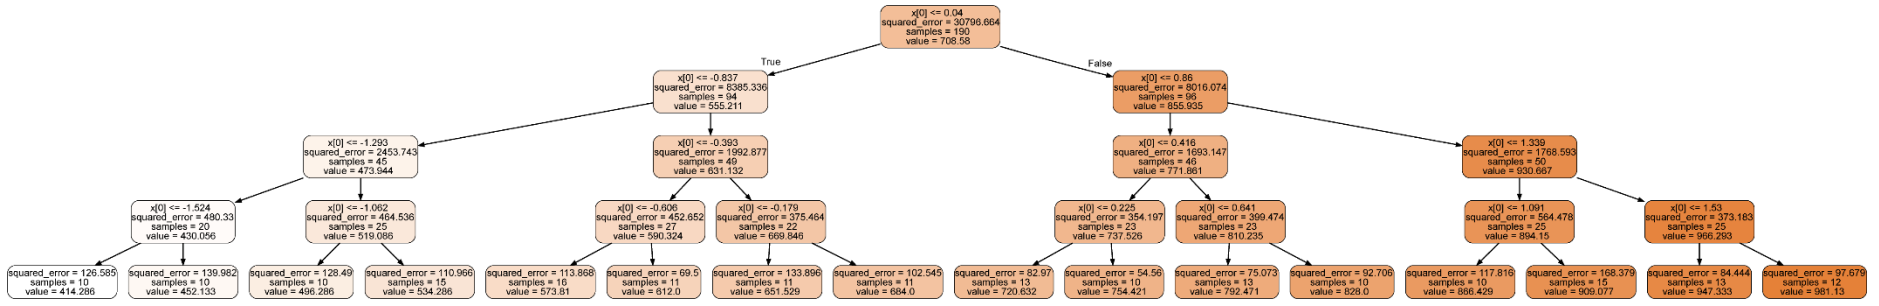 x[0] <= 0.04
squared_error = 30796.664
samples = 190
value = 708.58
True
False
x[0] <= -0.837
squared_error = 8385.336
samples = 94
value = 555.211
x[0] <= 0.86
squared_error = 8016.074
samples = 96
value = 855.935
x[0] <= -1.293
squared_error = 2453.743
samples = 45
value = 473.944
x[0] <= -0.393
squared_error = 1992.877
samples = 49
value = 631.132
x[0] <= 0.416
squared_error = 1693.147
samples = 46
value = 771.861
x[0] <= 1.339
squared_error = 1768.593
samples = 50
value = 930.667
x[0] <= -1.524
squared_error = 480.33
samples = 20
value = 430.056
x[0] <= -1.062
squared_error = 464.536
samples = 25
value = 519.086
x[0] <= -0.606
squared_error = 452.652
samples = 27
value = 590.324
x[0] <= -0.179
squared_error = 375.464
samples = 22
value = 669.846
x[0] <= 0.225
squared_error = 354.197
samples = 23
value = 737.526
x[0] <= 0.641
squared_error = 399.474
samples = 23
value = 810.235
x[0] <= 1.091
squared_error = 564.478
samples = 25
value = 894.15
x[0] <= 1.53
squared_error = 373.183
samples = 25
value = 966.293
squared_error = 126.585
samples = 10
value = 414.286
squared_error = 139.982
samples = 10
value = 452.133
squared_error = 128.49
samples = 10
value = 496.286
squared_error = 110.966
samples = 15
value = 534.286
squared_error = 113.868
samples = 16
value = 573.81
squared_error = 69.5
samples = 11
value = 612.0
squared_error = 133.896
samples = 11
value = 651.529
squared_error = 102.545
samples = 11
value = 684.0
squared_error = 82.97
samples = 13
value = 720.632
squared_error = 54.56
samples = 10
value = 754.421
squared_error = 75.073
samples = 13
value = 792.471
squared_error = 92.706
samples = 10
value = 828.0
squared_error = 117.816
samples = 10
value = 866.429
squared_error = 168.379
samples = 15
value = 909.077
squared_error = 84.444
samples = 13
value = 947.333
squared_error = 97.679
samples = 12
value = 981.13